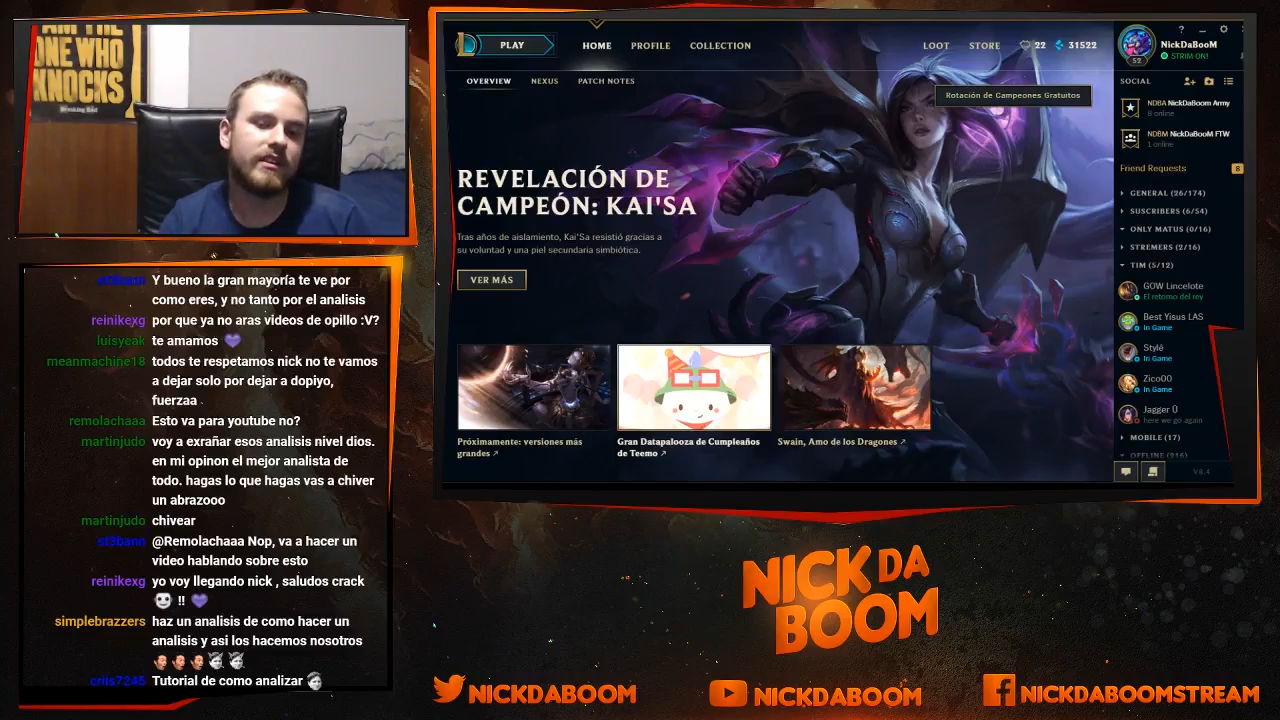 I AM THE
ONE WHO
KNOCKS
Breaking Bad
st3bann Y bueno la gran mayoría te ve por
como eres, y no tanto por el analisis
reinikexg por que ya no aras videos de opillo :V?
luisyeak te amamos
meanmachine18 todos te respetamos nick no te vamos
a dejar solo por dejar a dopiyo,
fuerzaa
remolachaaa Esto va para youtube no?
martinjudo voy a exrañar esos analisis nivel dios.
en mi opinon el mejor analista de
todo. hagas lo que hagas vas a chiver
un abrazooo
martinjudo chivear
st3bann @Remolachaaa Nop, va a hacer un
video hablando sobre esto
reinikexg yo voy llegando nick , saludos crack
!!
simplebrazzers haz un analisis de como hacer un
analisis y asi los hacemos nosotros
criis7245 Tutorial de como analizar
PLAY
HOME PROFILE COLLECTION
LOOT STORE 22 31522
OVERVIEW NEXUS PATCH NOTES
Rotación de Campeones Gratuitos
REVELACIÓN DE
CAMPEÓN: KAI'SA
Tras años de aislamiento, Kai'Sa resistió gracias a
su voluntad y una piel secundaria simbiótica.
VER MÁS
Próximamente: versiones más
grandes ↗
Gran Datapalooza de Cumpleaños
de Teemo ↗
Swain, Amo de los Dragones ↗
?
NickDaBooM
STRIM ON!
52
SOCIAL
NDBA NickDaBoom Army
8 online
NDBM NickDaBoom FTW
1 online
Friend Requests 8
GENERAL (26/174)
SUSCRIBERS (6/54)
ONLY MATUS (0/16)
STREMERS (2/16)
TIM (5/12)
GOW Lincelote
El retorno del rey
Best Yisus LAS
In Game
Stylé
In Game
Zico00
In Game
Jagger Ü
here we go again
MOBILE (17)
OFFLINE (216)
V8.4
NICK DA
BOOM
NICKDABOOM
NICKDABOOM
NICKDABOOMSTREAM